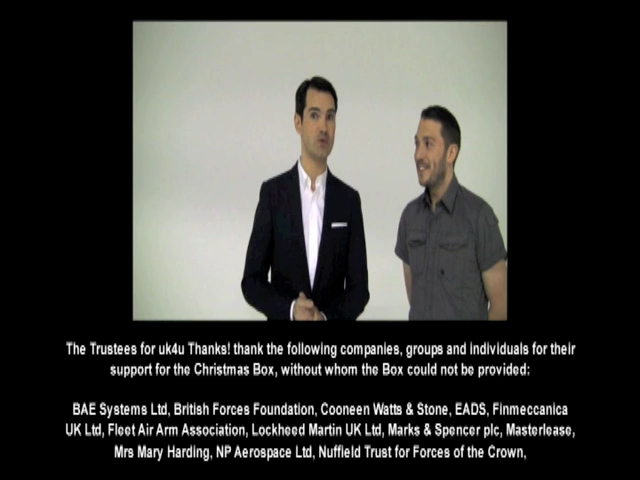 The Trustees for uk4u Thanks! thank the following companies, groups and individuals for their
support for the Christmas Box, without whom the Box could not be provided:
BAE Systems Ltd, British Forces Foundation, Cooneen Watts & Stone, EADS, Finmeccanica
UK Ltd, Fleet Air Arm Association, Lockheed Martin UK Ltd, Marks & Spencer plc, Masterlease,
Mrs Mary Harding, NP Aerospace Ltd, Nuffield Trust for Forces of the Crown,